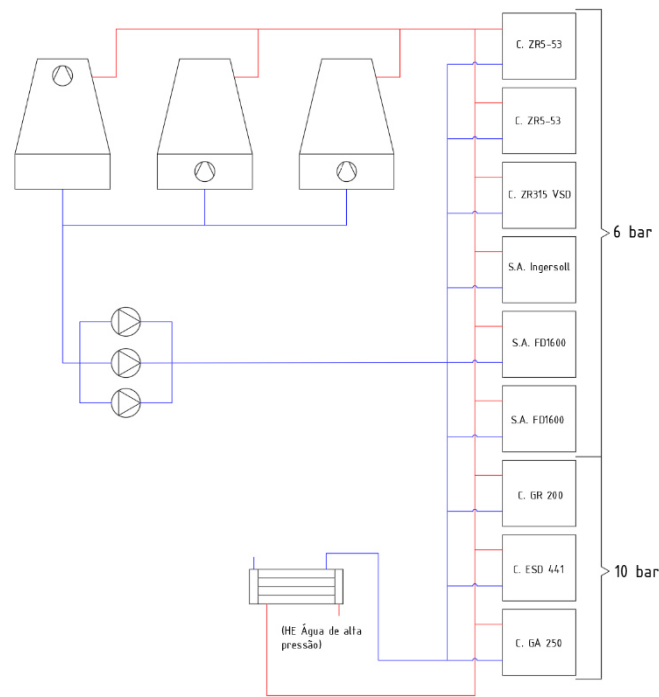 C. ZR5-53
C. ZR5-53
C. ZR315 VSD
S.A. Ingersoll
S.A. FD1600
S.A. FD1600
C. GR 200
C. ESD 441
C. GA 250
6 bar
10 bar
(HE Água de alta
pressão)